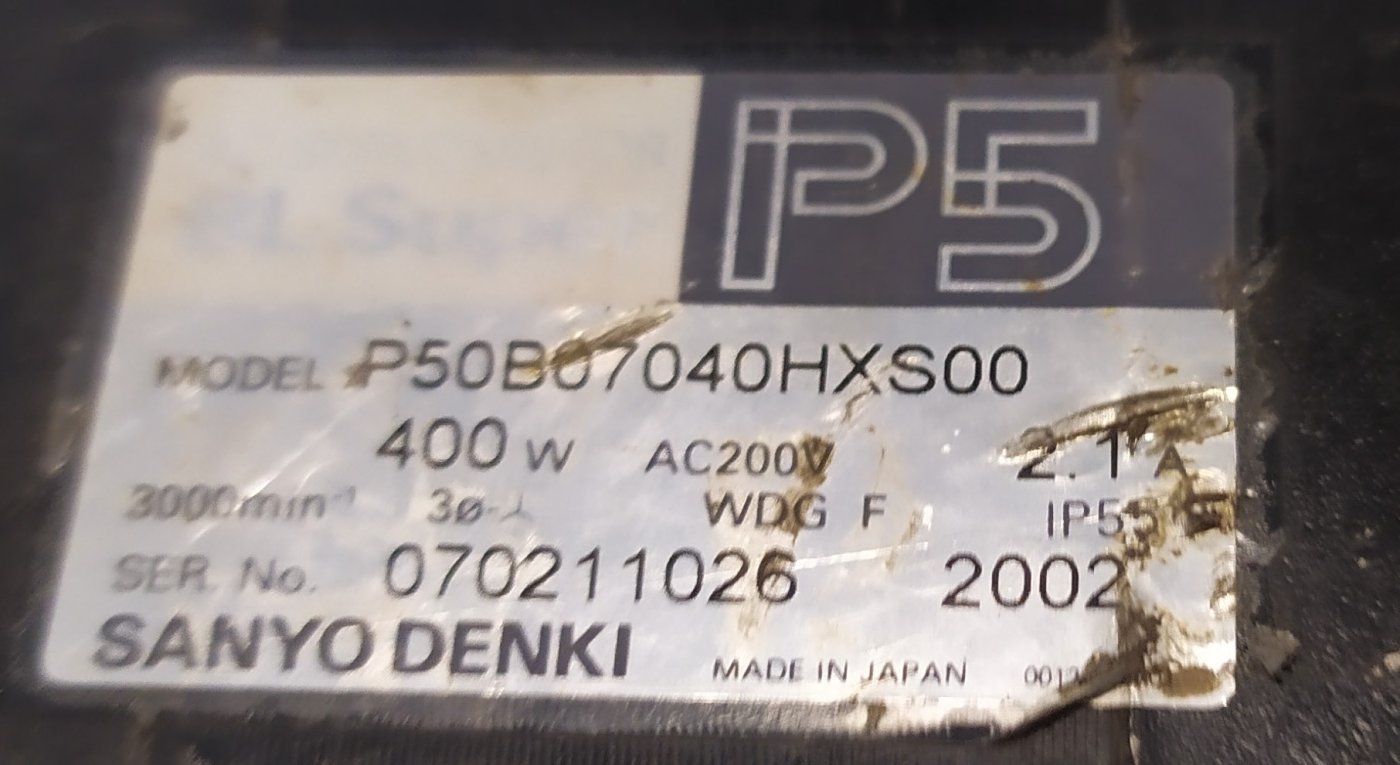 P5
MODEL P50B07040HXS00
400 W AC200V 2.1 A
3000min⁻¹ 3ø WDG F IP55
SER. No. 070211026 2002
SANYO DENKI MADE IN JAPAN